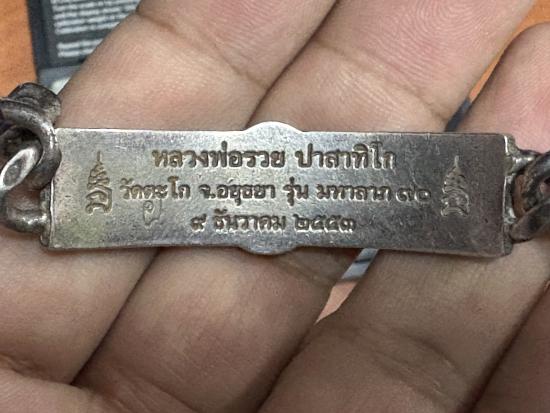 หลวงพ่อรวย ปาสาทิโก
วัดตะโก จ.อยุธยา รุ่น มหาลาภ ๗๒
๙ ธันวาคม ๒๕๕๓